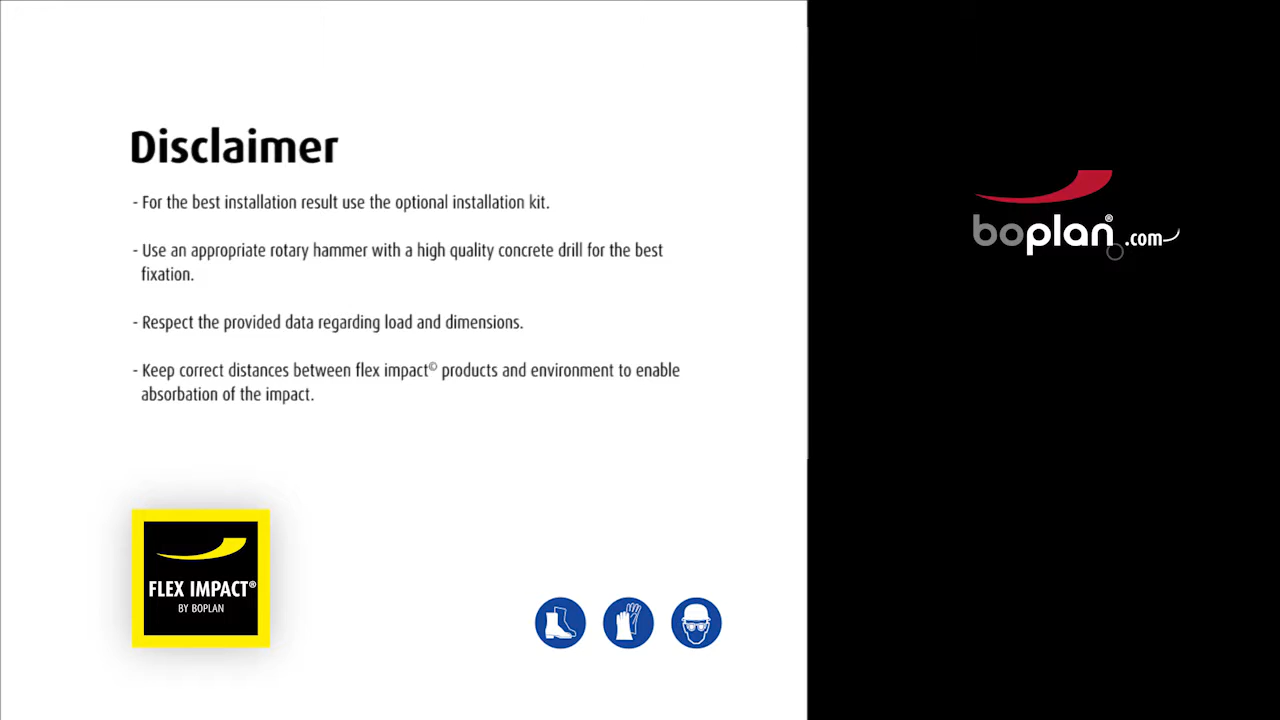 Disclaimer
- For the best installation result use the optional installation kit.
- Use an appropriate rotary hammer with a high quality concrete drill for the best
fixation.
- Respect the provided data regarding load and dimensions.
- Keep correct distances between flex impact© products and environment to enable
absorbation of the impact.
FLEX IMPACT®
BY BOPLAN
boplan® .com